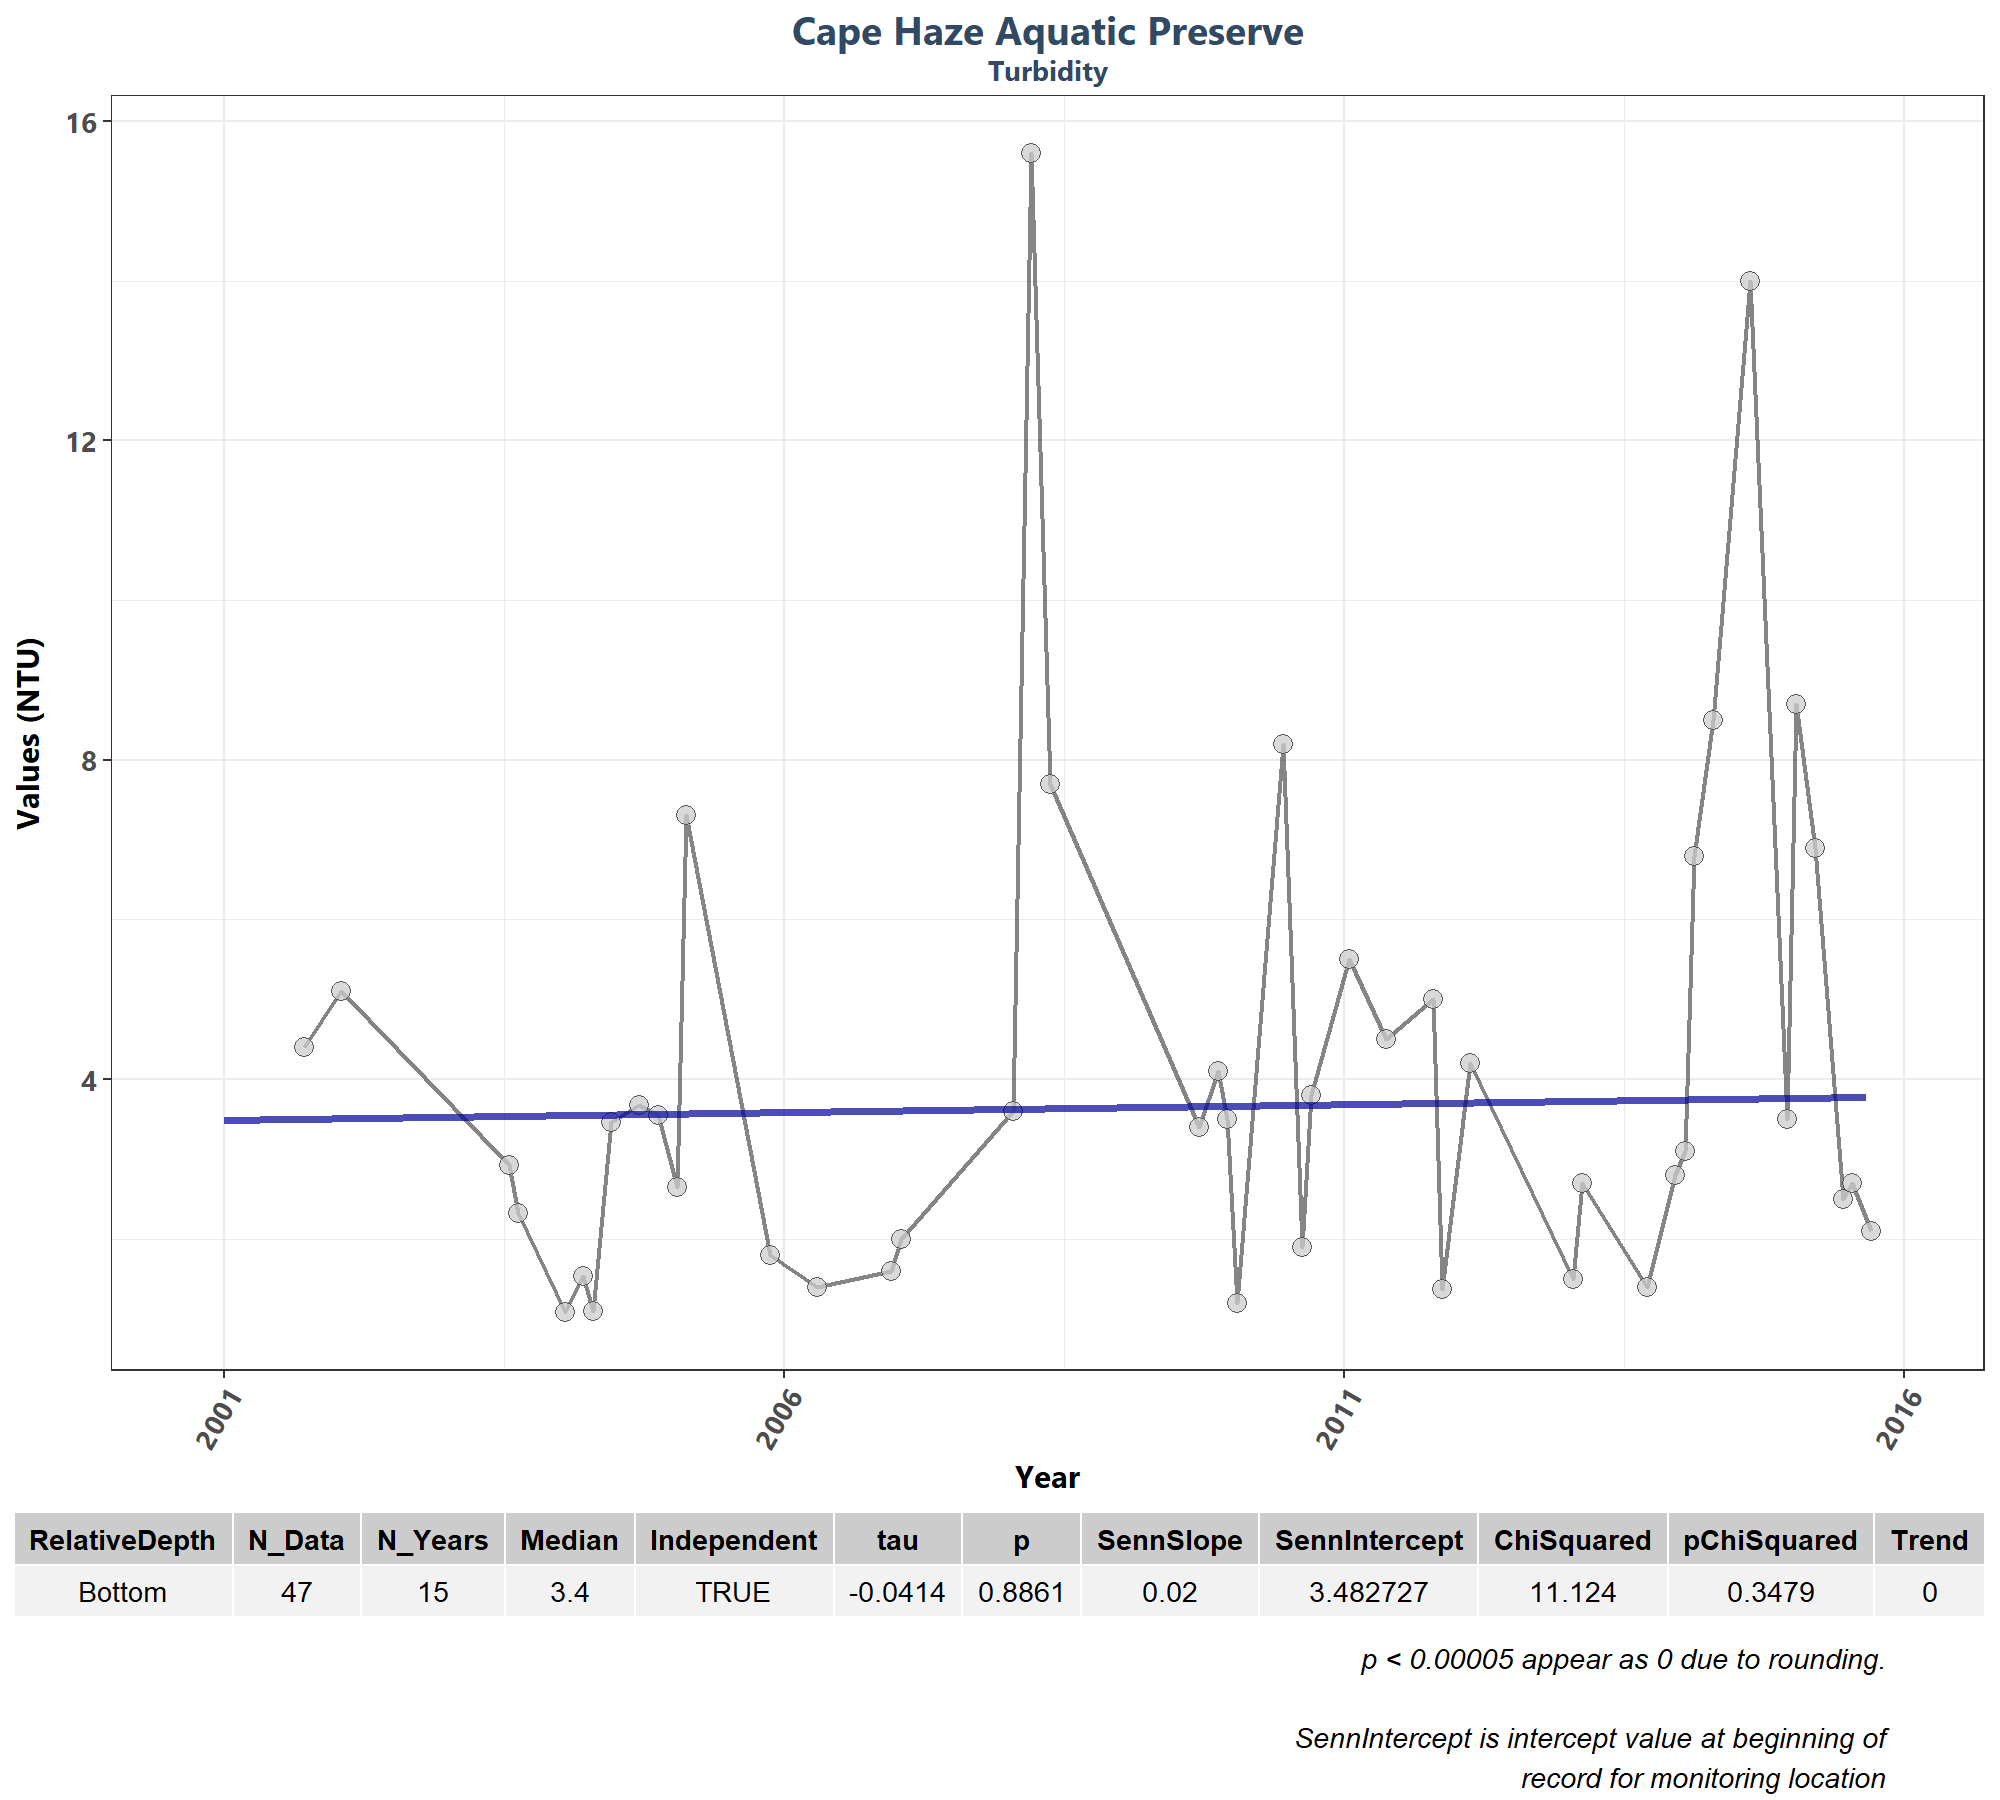 Cape Haze Aquatic Preserve
Turbidity
16
12
8
4
Values (NTU)
2001
2006
2011
2016
Year
RelativeDepth N_Data N_Years Median Independent tau p SennSlope SennIntercept ChiSquared pChiSquared Trend
Bottom 47 15 3.4 TRUE -0.0414 0.8861 0.02 3.482727 11.124 0.3479 0
p < 0.00005 appear as 0 due to rounding.
SennIntercept is intercept value at beginning of
record for monitoring location